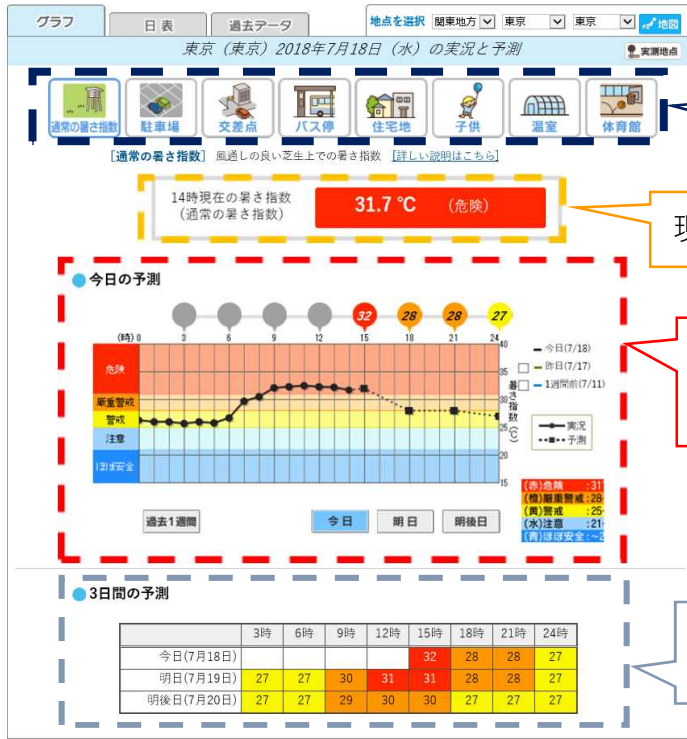 グラフ 日表 過去データ 地点を選択 関東地方 東京 東京 地図
東京（東京）2018年7月18日（水）の実況と予測 実測地点
通常の暑さ指数 駐車場 交差点 バス停 住宅地 子供 温室 体育館
[通常の暑さ指数] 風通しの良い芝生上での暑さ指数 [詳しい説明はこちら]
14時現在の暑さ指数
（通常の暑さ指数）
31.7 ℃ （危険）
今日の予測
32 28 28 27
(時) 0 3 6 9 12 15 18 21 24
危険
厳重警戒
警戒
注意
ほぼ安全
40
35
30
25
20
15
暑さ指数(℃)
今日(7/18)
昨日(7/17)
1週間前(7/11)
実況
予測
(赤)危険 :31
(橙)厳重警戒:28
(黄)警戒 :25
(水)注意 :21
(青)ほぼ安全:~2
過去1週間 今日 明日 明後日
3日間の予測
3時 6時 9時 12時 15時 18時 21時 24時
今日(7月18日) 32 28 28 27
明日(7月19日) 27 27 30 31 31 28 28 27
明後日(7月20日) 27 27 29 30 30 27 27 27